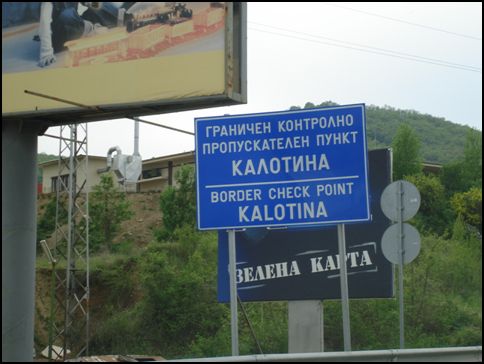 ГРАНИЧЕН КОНТРОЛНО
ПРОПУСКАТЕЛЕН ПУНКТ
КАЛОТИНА
BORDER CHECK POINT
KALOTINA
ЗЕЛЕНА КАРТА